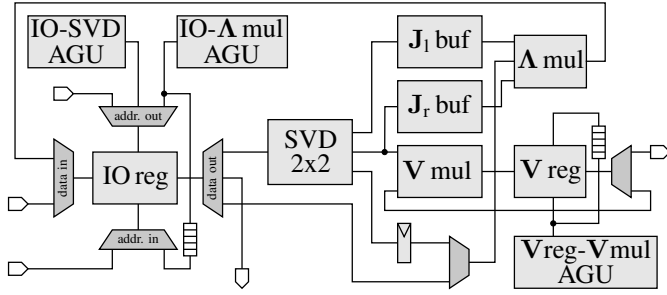 IO-SVD
AGU
IO-Λ mul
AGU
J_l buf
Λ mul
addr. out
J_r buf
SVD
2x2
data in
IO reg
data out
V mul
V reg
addr. in
Vreg-Vmul
AGU